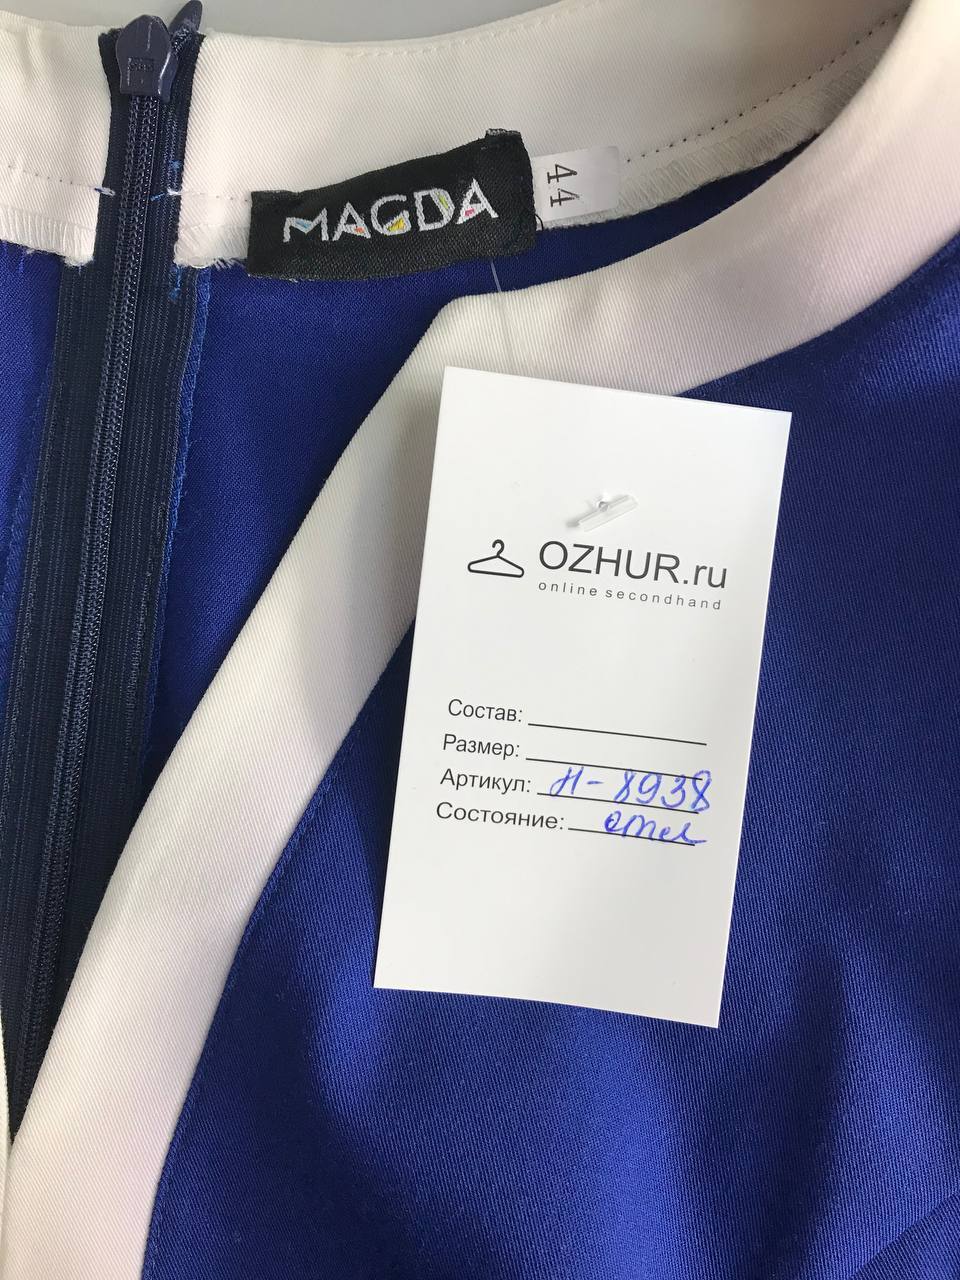 MAGDA
44
OZHUR.ru
online secondhand
Состав:
Размер:
Артикул: Н-8938
Состояние: отл